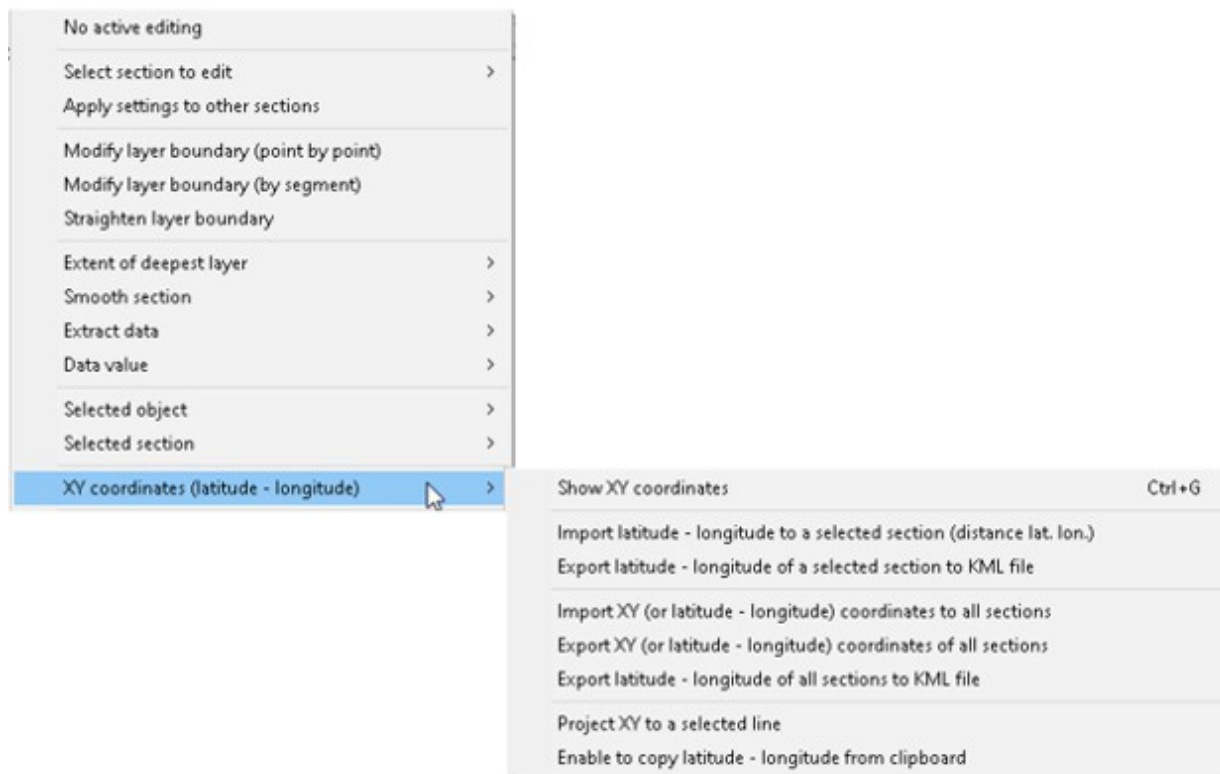 No active editing
Select section to edit >
Apply settings to other sections
Modify layer boundary (point by point)
Modify layer boundary (by segment)
Straighten layer boundary
Extent of deepest layer >
Smooth section >
Extract data >
Data value >
Selected object >
Selected section >
XY coordinates (latitude - longitude) >
Show XY coordinates Ctrl+G
Import latitude - longitude to a selected section (distance lat. lon.)
Export latitude - longitude of a selected section to KML file
Import XY (or latitude - longitude) coordinates to all sections
Export XY (or latitude - longitude) coordinates of all sections
Export latitude - longitude of all sections to KML file
Project XY to a selected line
Enable to copy latitude - longitude from clipboard